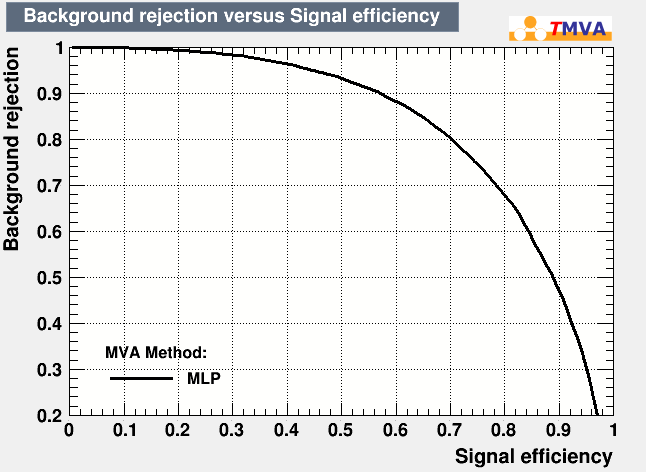 Background rejection versus Signal efficiency
TMVA
Background rejection
1
0.9
0.8
0.7
0.6
0.5
0.4
0.3
0.2
MVA Method:
MLP
0 0.1 0.2 0.3 0.4 0.5 0.6 0.7 0.8 0.9 1
Signal efficiency